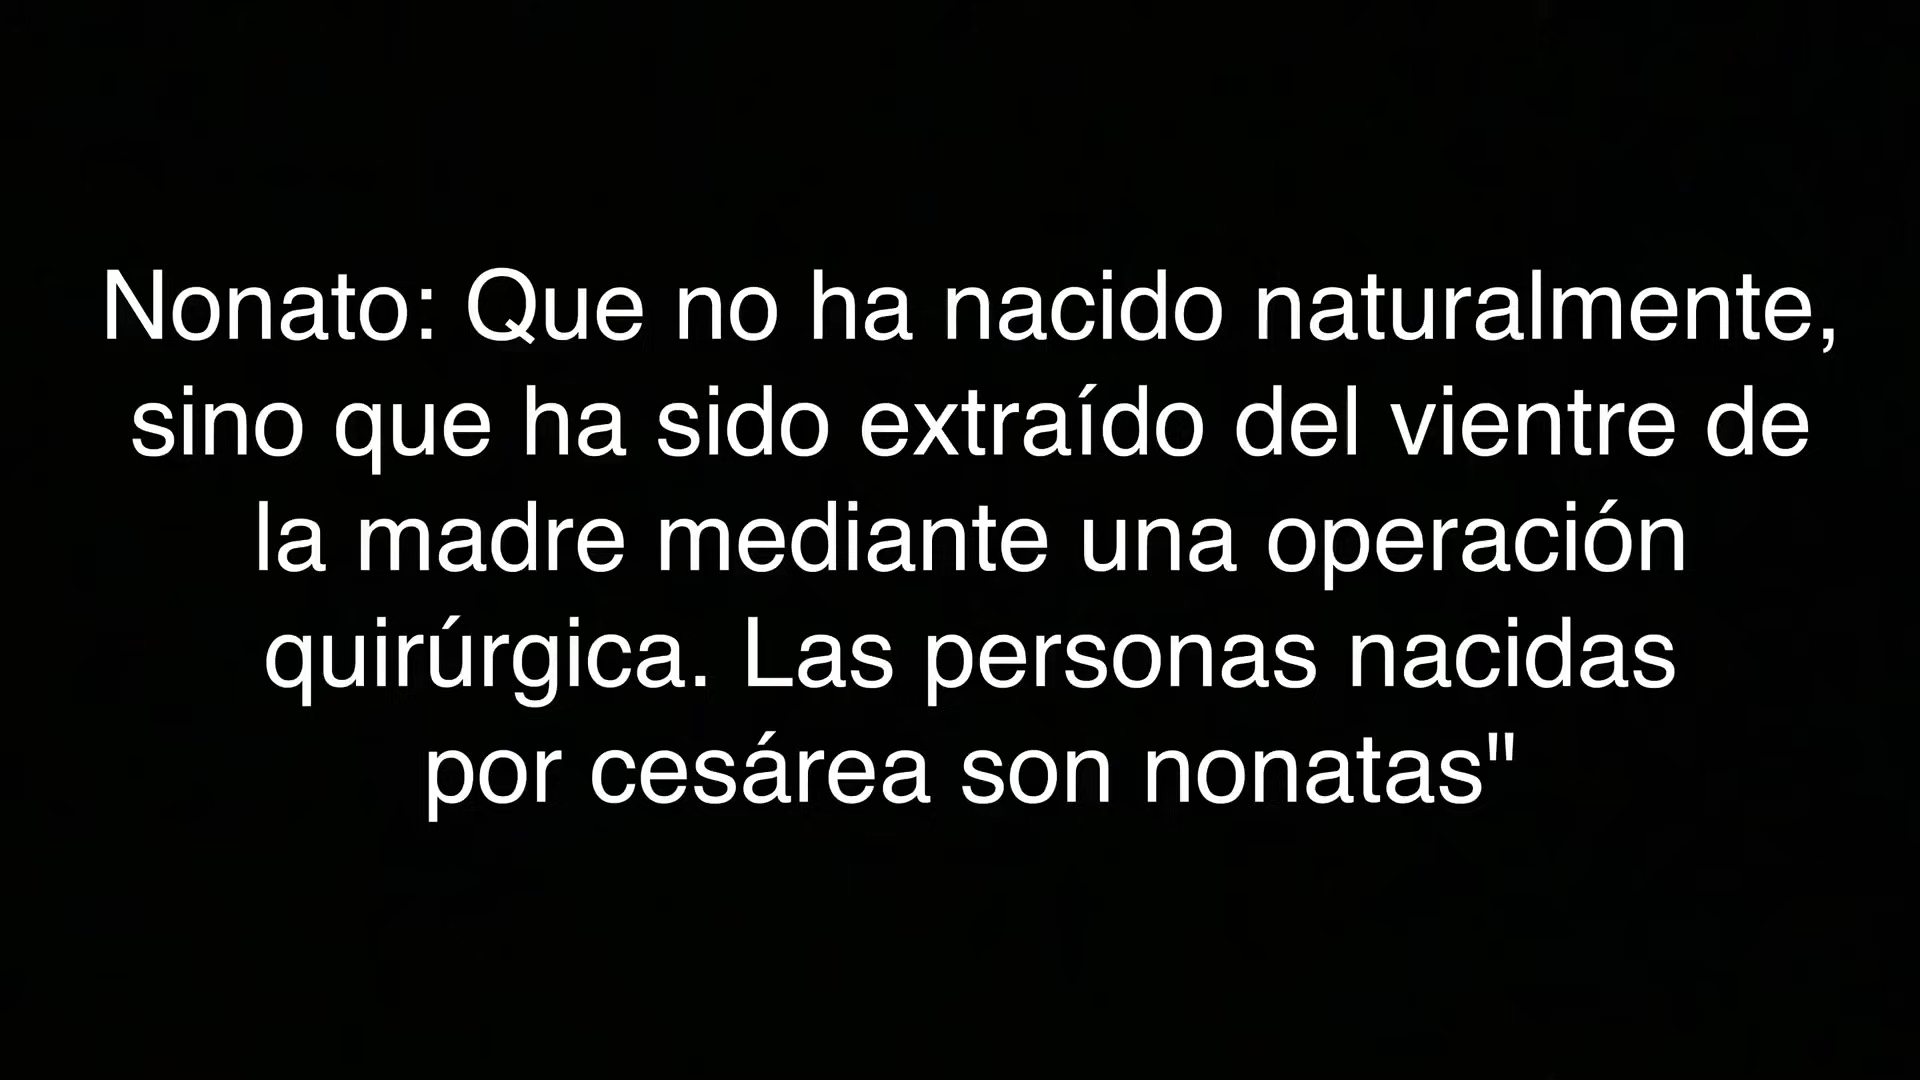 Nonato: Que no ha nacido naturalmente,
sino que ha sido extraído del vientre de
la madre mediante una operación
quirúrgica. Las personas nacidas
por cesárea son nonatas"